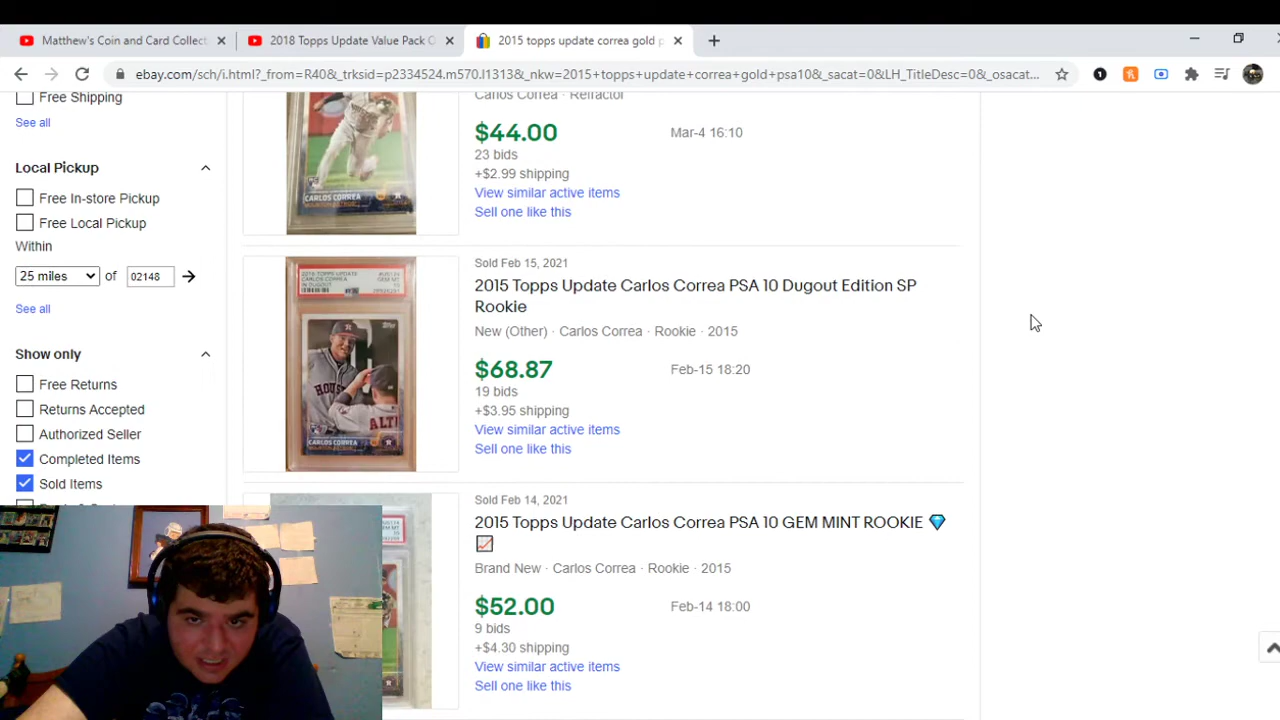 Matthew's Coin and Card Collect
2018 Topps Update Value Pack O
2015 topps update correa gold p
ebay.com/sch/i.html?_from=R40&_trksid=p2334524.m570.l1313&_nkw=2015+topps+update+correa+gold+psa10&_sacat=0&LH_TitleDesc=0&_osacat...
Free Shipping
See all
Local Pickup
Free In-store Pickup
Free Local Pickup
Within
25 miles of 02148
See all
Show only
Free Returns
Returns Accepted
Authorized Seller
Completed Items
Sold Items
Carlos Correa · Refractor
$44.00
Mar-4 16:10
23 bids
+$2.99 shipping
View similar active items
Sell one like this
CARLOS CORREA
Sold Feb 15, 2021
2015 Topps Update Carlos Correa PSA 10 Dugout Edition SP
Rookie
New (Other) · Carlos Correa · Rookie · 2015
$68.87
Feb-15 18:20
19 bids
+$3.95 shipping
View similar active items
Sell one like this
CARLOS CORREA
Sold Feb 14, 2021
2015 Topps Update Carlos Correa PSA 10 GEM MINT ROOKIE
Brand New · Carlos Correa · Rookie · 2015
$52.00
Feb-14 18:00
9 bids
+$4.30 shipping
View similar active items
Sell one like this